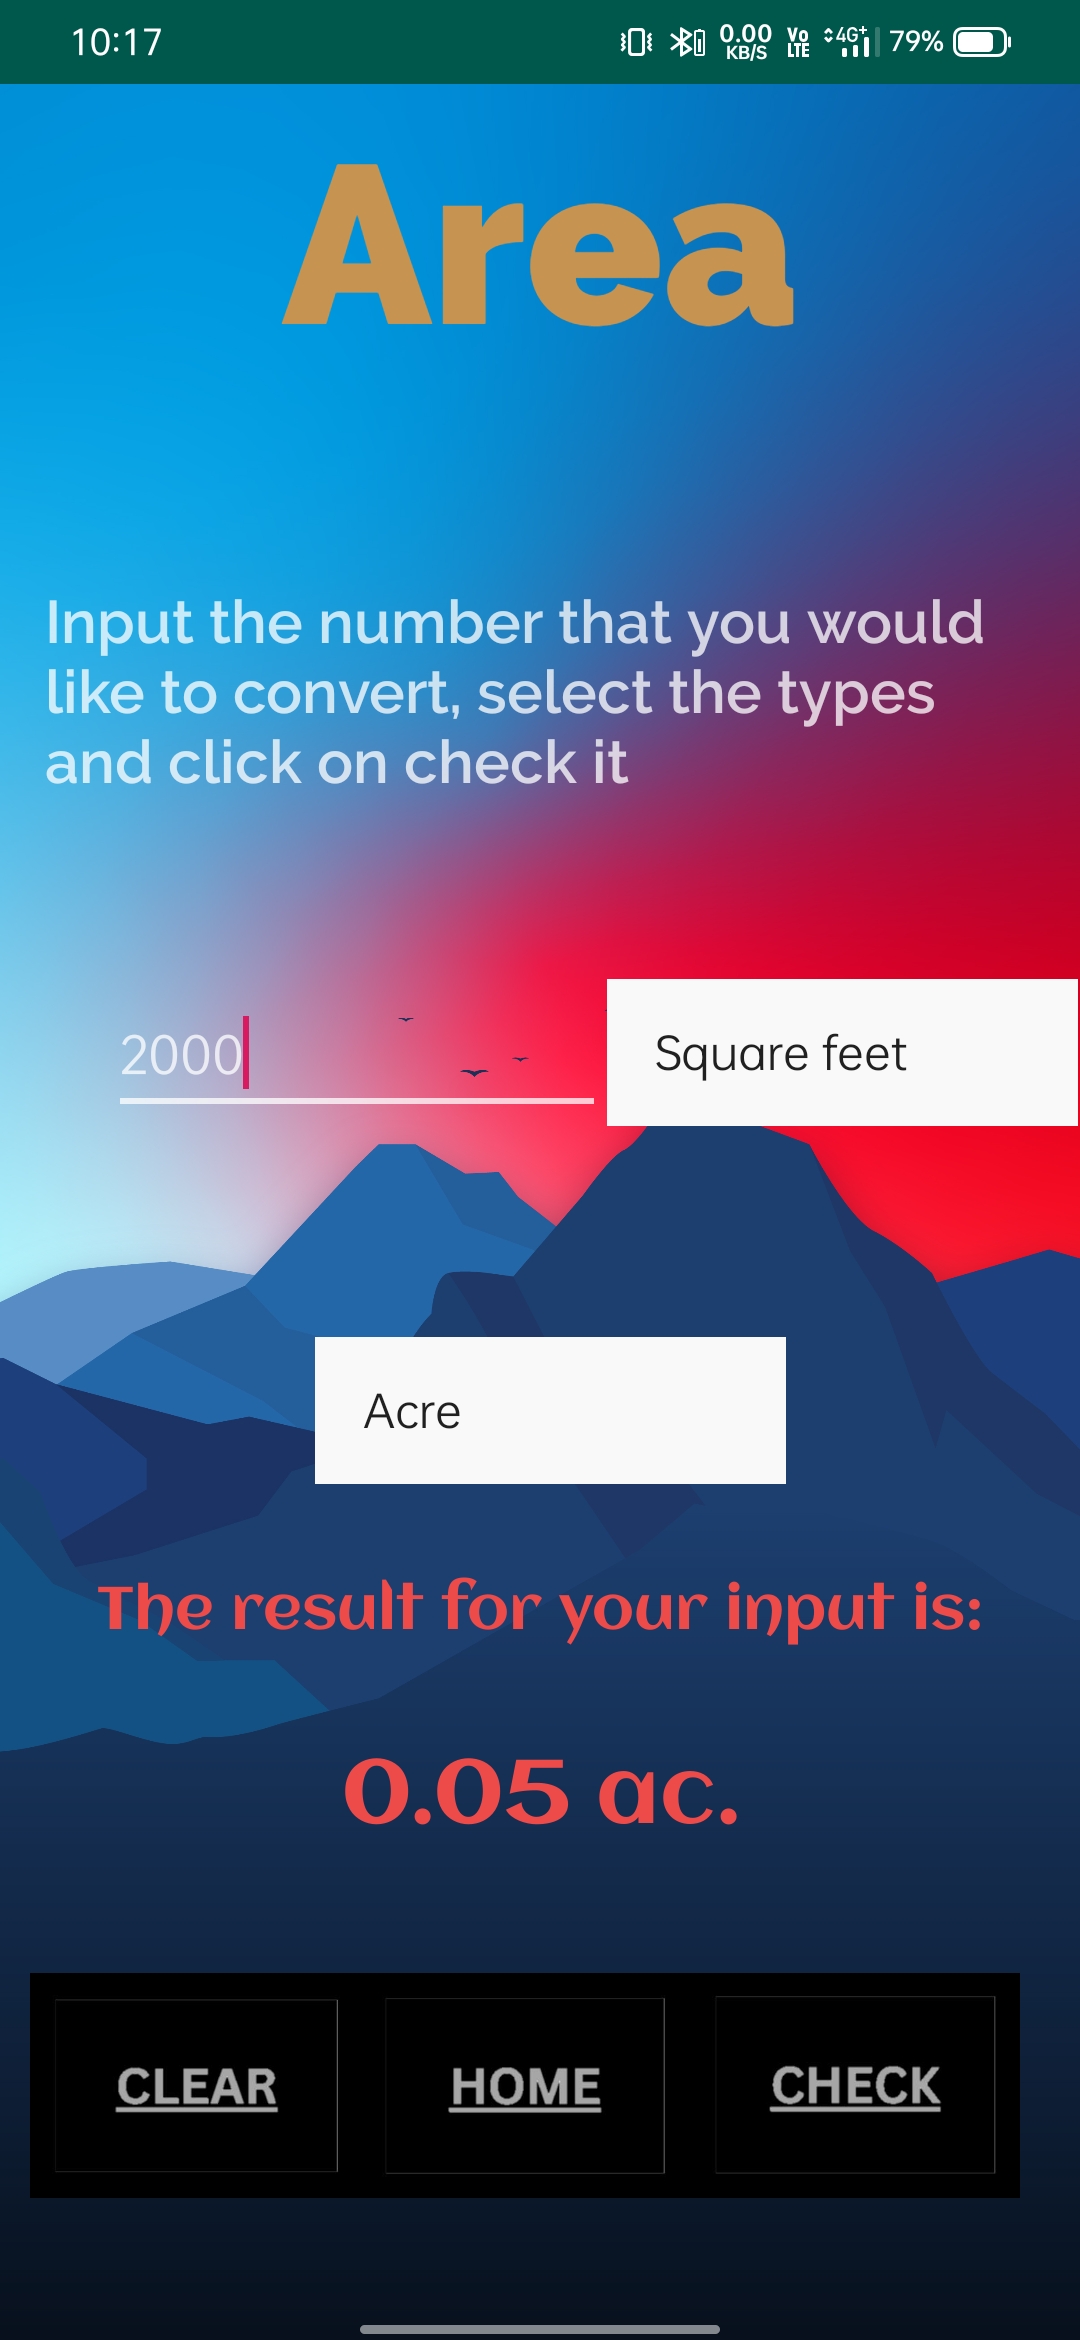 10:17
0.00
KB/S
Vo
LTE
4G+
79%
Area
Input the number that you would
like to convert, select the types
and click on check it
2000
Square feet
Acre
The result for your input is:
0.05 ac.
CLEAR
HOME
CHECK